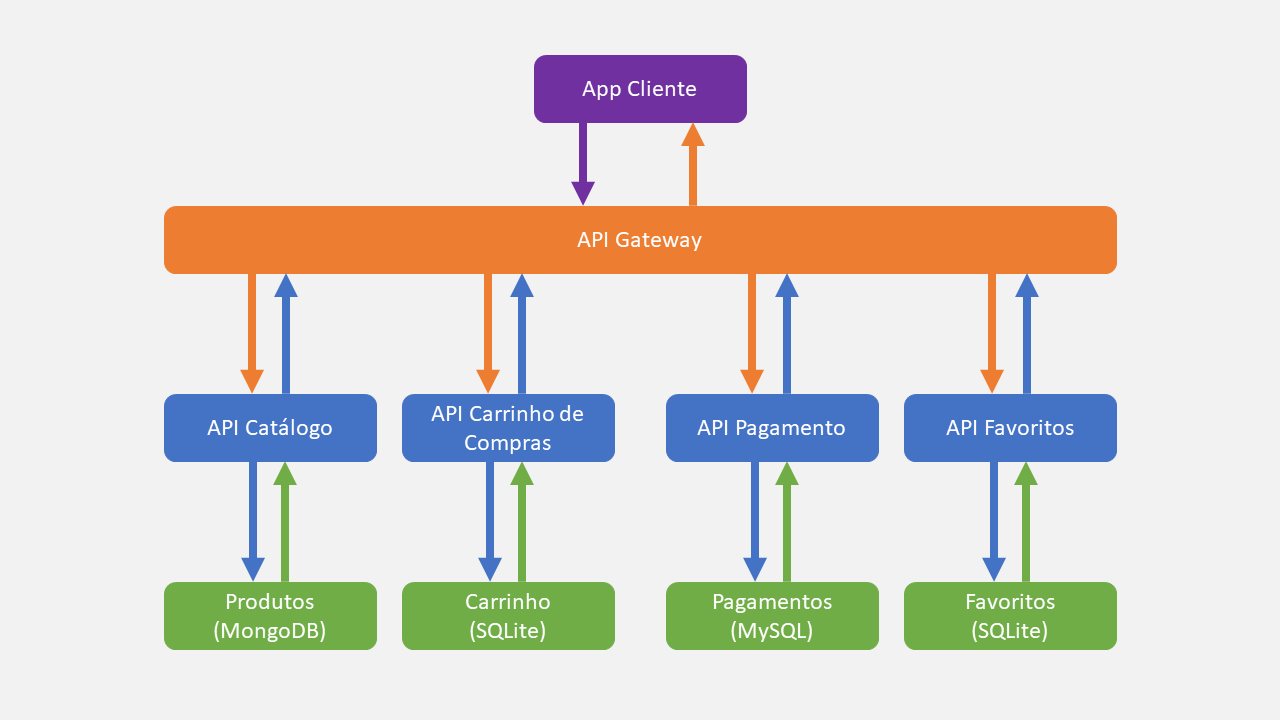 App Cliente
API Gateway
API Catálogo
API Carrinho de
Compras
API Pagamento
API Favoritos
Produtos
(MongoDB)
Carrinho
(SQLite)
Pagamentos
(MySQL)
Favoritos
(SQLite)